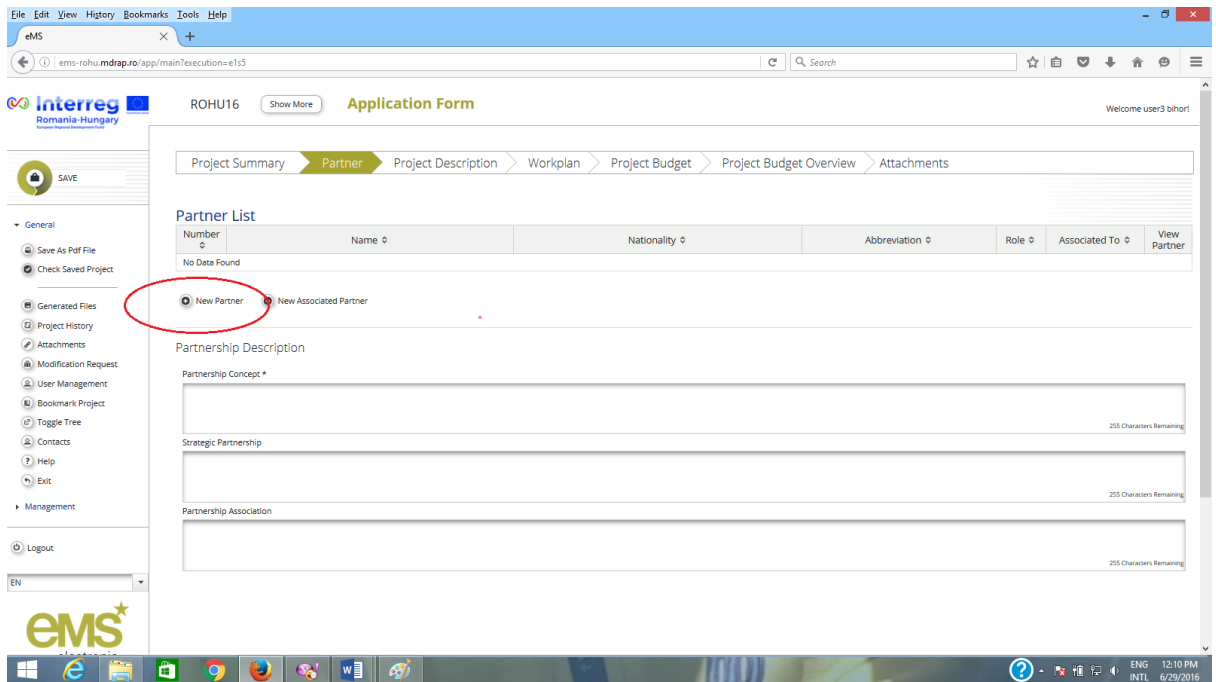 File Edit View History Bookmarks Tools Help
eMS
ems-rohu.mdrap.ro/app/main?execution=e1s5
Search
Interreg
Romania-Hungary
European Regional Development Fund
ROHU16 Show More Application Form
Welcome user3 bihor!
SAVE
Project Summary Partner Project Description Workplan Project Budget Project Budget Overview Attachments
General
Save As Pdf File
Check Saved Project
Generated Files
Project History
Attachments
Modification Request
User Management
Bookmark Project
Toggle Tree
Contacts
Help
Exit
Management
Logout
EN
eMS
Partner List
Number Name Nationality Abbreviation Role Associated To View Partner
No Data Found
New Partner New Associated Partner
*
Partnership Description
Partnership Concept *
255 Characters Remaining
Strategic Partnership
255 Characters Remaining
Partnership Association
255 Characters Remaining
ENG 12:10 PM
INTL 6/29/2016